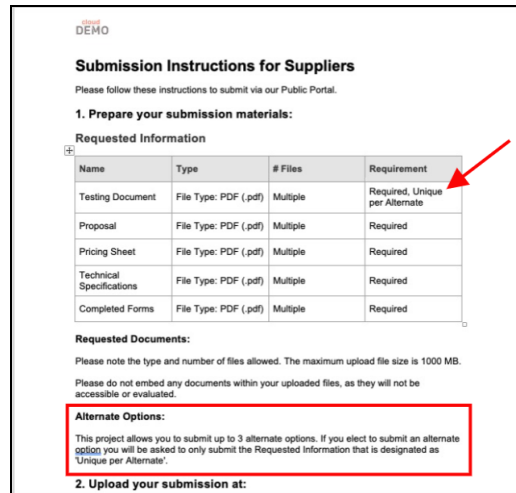 cloud
DEMO
Submission Instructions for Suppliers
Please follow these instructions to submit via our Public Portal.
1. Prepare your submission materials:
Requested Information
Name Type # Files Requirement
Testing Document File Type: PDF (.pdf) Multiple Required, Unique
per Alternate
Proposal File Type: PDF (.pdf) Multiple Required
Pricing Sheet File Type: PDF (.pdf) Multiple Required
Technical
Specifications File Type: PDF (.pdf) Multiple Required
Completed Forms File Type: PDF (.pdf) Multiple Required
Requested Documents:
Please note the type and number of files allowed. The maximum upload file size is 1000 MB.
Please do not embed any documents within your uploaded files, as they will not be
accessible or evaluated.
Alternate Options:
This project allows you to submit up to 3 alternate options. If you elect to submit an alternate
option you will be asked to only submit the Requested Information that is designated as
'Unique per Alternate'.
2. Upload your submission at: